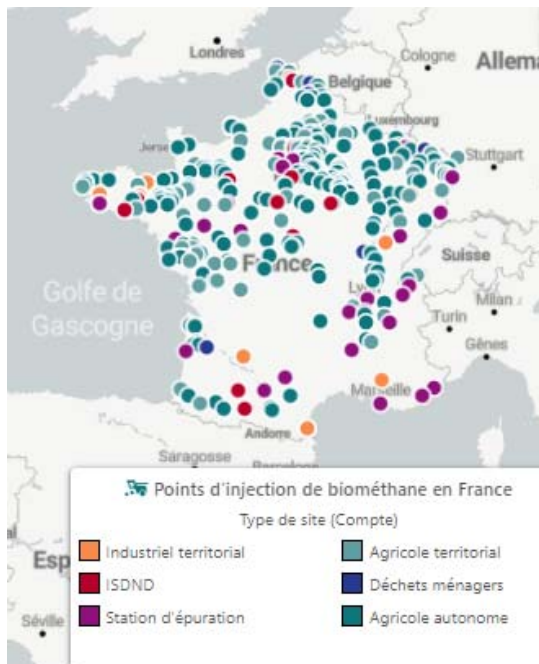 Londres
Cologne
Allema
Belgique
Luxembourg
Jerse
Stuttgart
France
Suisse
Golfe de
Gascogne
Ly
Milan
Turin
Gênes
Marseille
Andorre
Saragosse
Barcelone
Points d'injection de biométhane en France
Type de site (Compte)
Industriel territorial
Agricole territorial
Esp
ISDND
Déchets ménagers
Station d'épuration
Agricole autonome
Séville